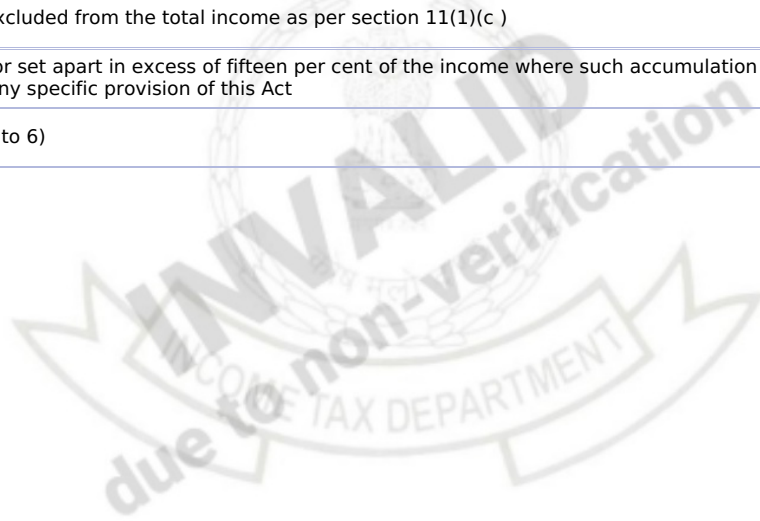 xcluded from the total income as per section 11(1)(c )
or set apart in excess of fifteen per cent of the income where such accumulation
ny specific provision of this Act
to 6)
INVALID
due to non-verification
INCOME TAX DEPARTMENT